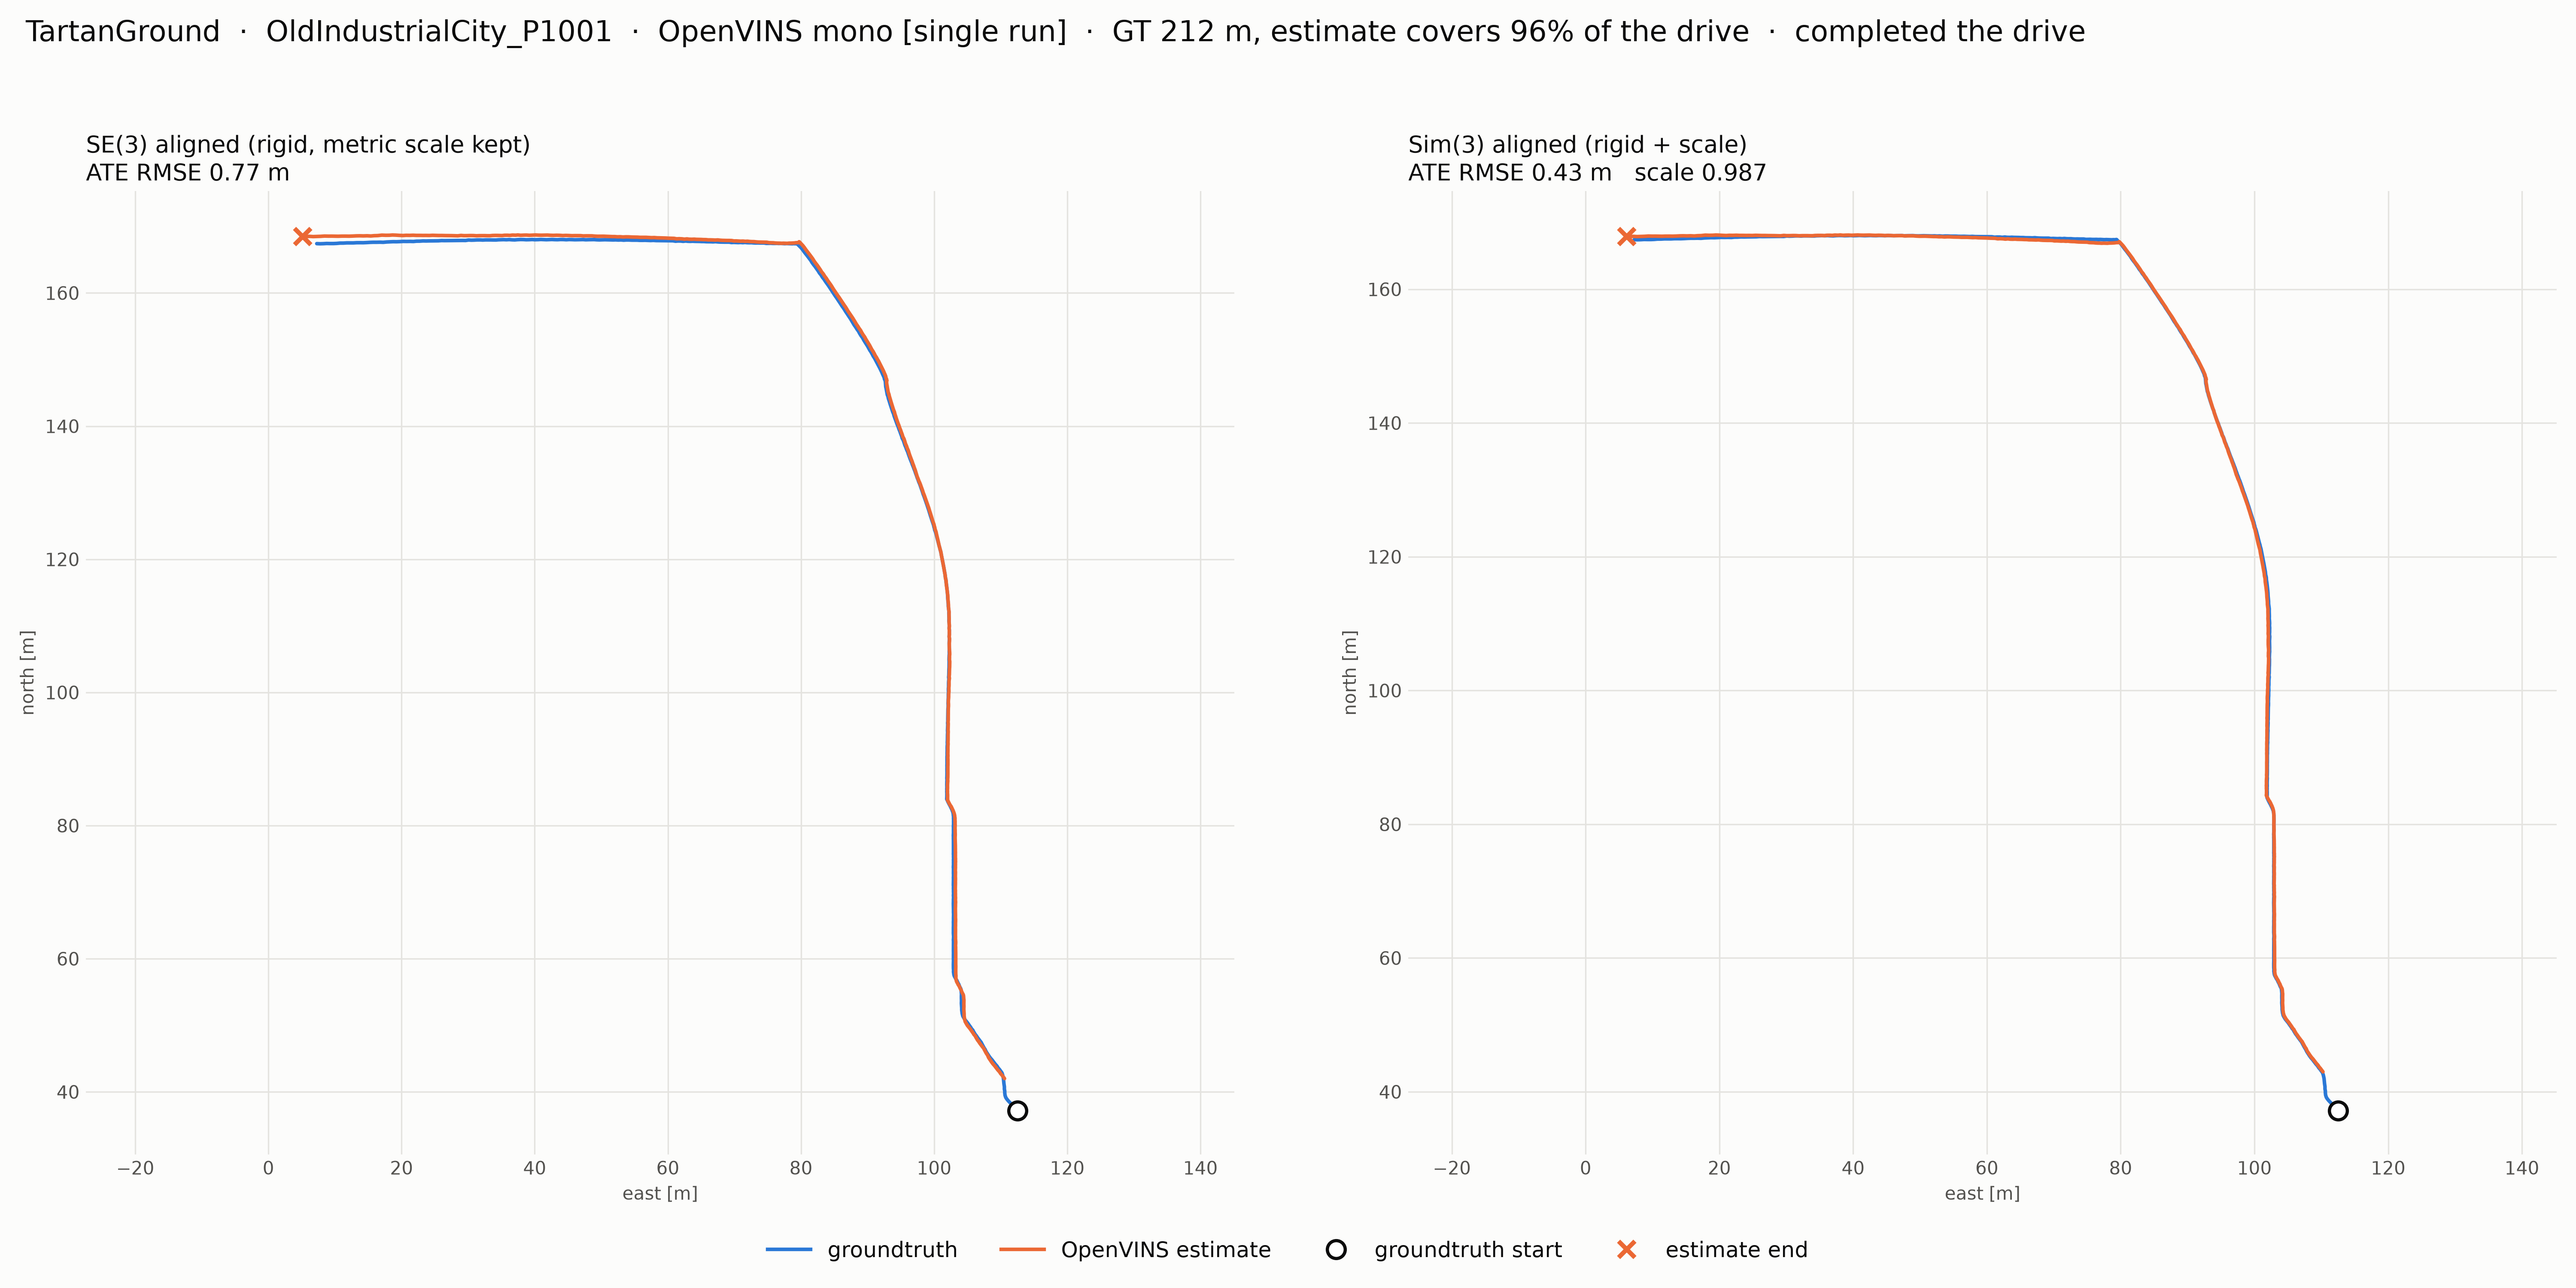 TartanGround · OldIndustrialCity_P1001 · OpenVINS mono [single run] · GT 212 m, estimate covers 96% of the drive · completed the drive
SE(3) aligned (rigid, metric scale kept)
ATE RMSE 0.77 m
160
140
120
100
80
60
40
north [m]
−20 0 20 40 60 80 100 120 140
east [m]
Sim(3) aligned (rigid + scale)
ATE RMSE 0.43 m   scale 0.987
160
140
120
100
80
60
40
north [m]
−20 0 20 40 60 80 100 120 140
east [m]
groundtruth OpenVINS estimate groundtruth start estimate end